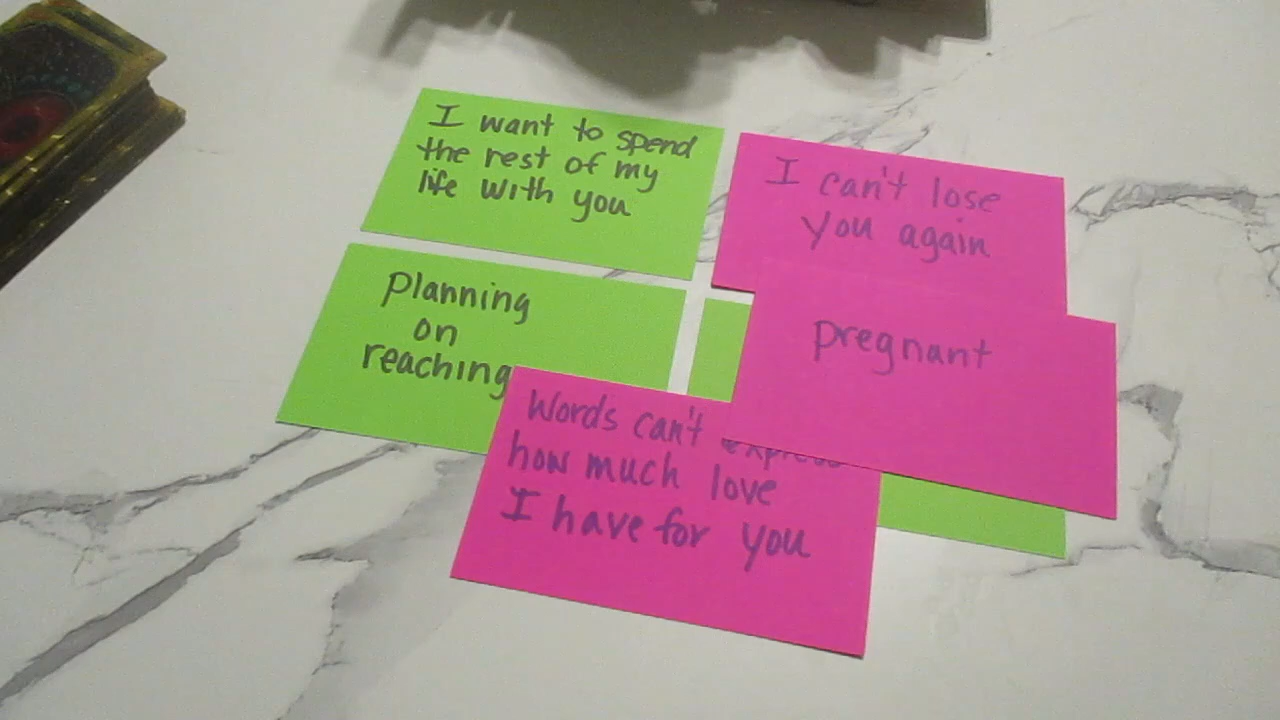 I want to spend
the rest of my
life with you
I can't lose
you again
Planning
on
reaching
pregnant
Words can't express
how much love
I have for you